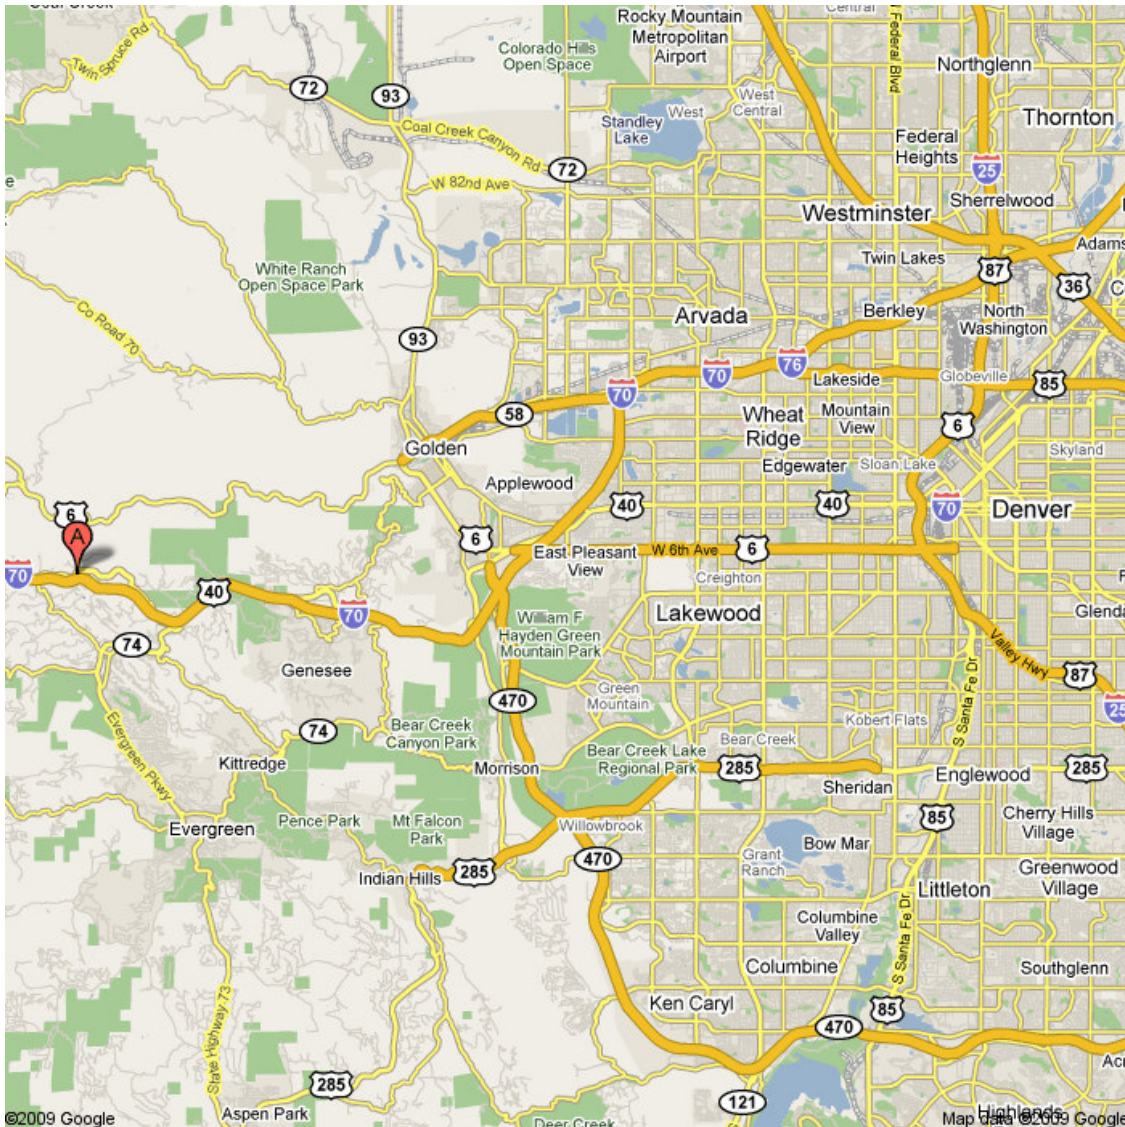 Rocky Mountain
Metropolitan
Airport
Central
N Federal Blvd
Northglenn
Colorado Hills
Open Space
Twin Spruce Rd
72
93
West
Central
West
Thornton
Standley
Lake
Coal Creek Canyon Rd
72
Federal
Heights
25
W 82nd Ave
Sherrelwood
Westminster
Adams
Twin Lakes
White Ranch
Open Space Park
87
36
Berkley
North
Washington
Co Road 70
Arvada
93
76
70
70
Lakeside
Globeville
85
58
Wheat
Ridge
Mountain
View
6
Golden
Edgewater
Sloan Lake
Skyland
Applewood
40
40
70
Denver
6
A
6
East Pleasant
View
W 6th Ave
6
Creighton
70
40
70
William F
Hayden Green
Mountain Park
Lakewood
Glenda
74
Genesee
Valley Hwy
87
25
Green
Mountain
470
S Santa Fe Dr
Evergreen Pkwy
74
Bear Creek
Canyon Park
Kobert Flats
Bear Creek
Bear Creek Lake
Regional Park
Kittredge
Morrison
285
Englewood
285
Sheridan
Evergreen
Pence Park
Mt Falcon
Park
Willowbrook
85
Cherry Hills
Village
Bow Mar
Indian Hills
285
470
Grant
Ranch
Greenwood
Village
Littleton
Columbine
Valley
S Santa Fe Dr
Columbine
Southglenn
State Highway 73
Ken Caryl
85
470
285
121
Aspen Park
©2009 Google
Deer Creek
Highlands
Map data ©2009 Google